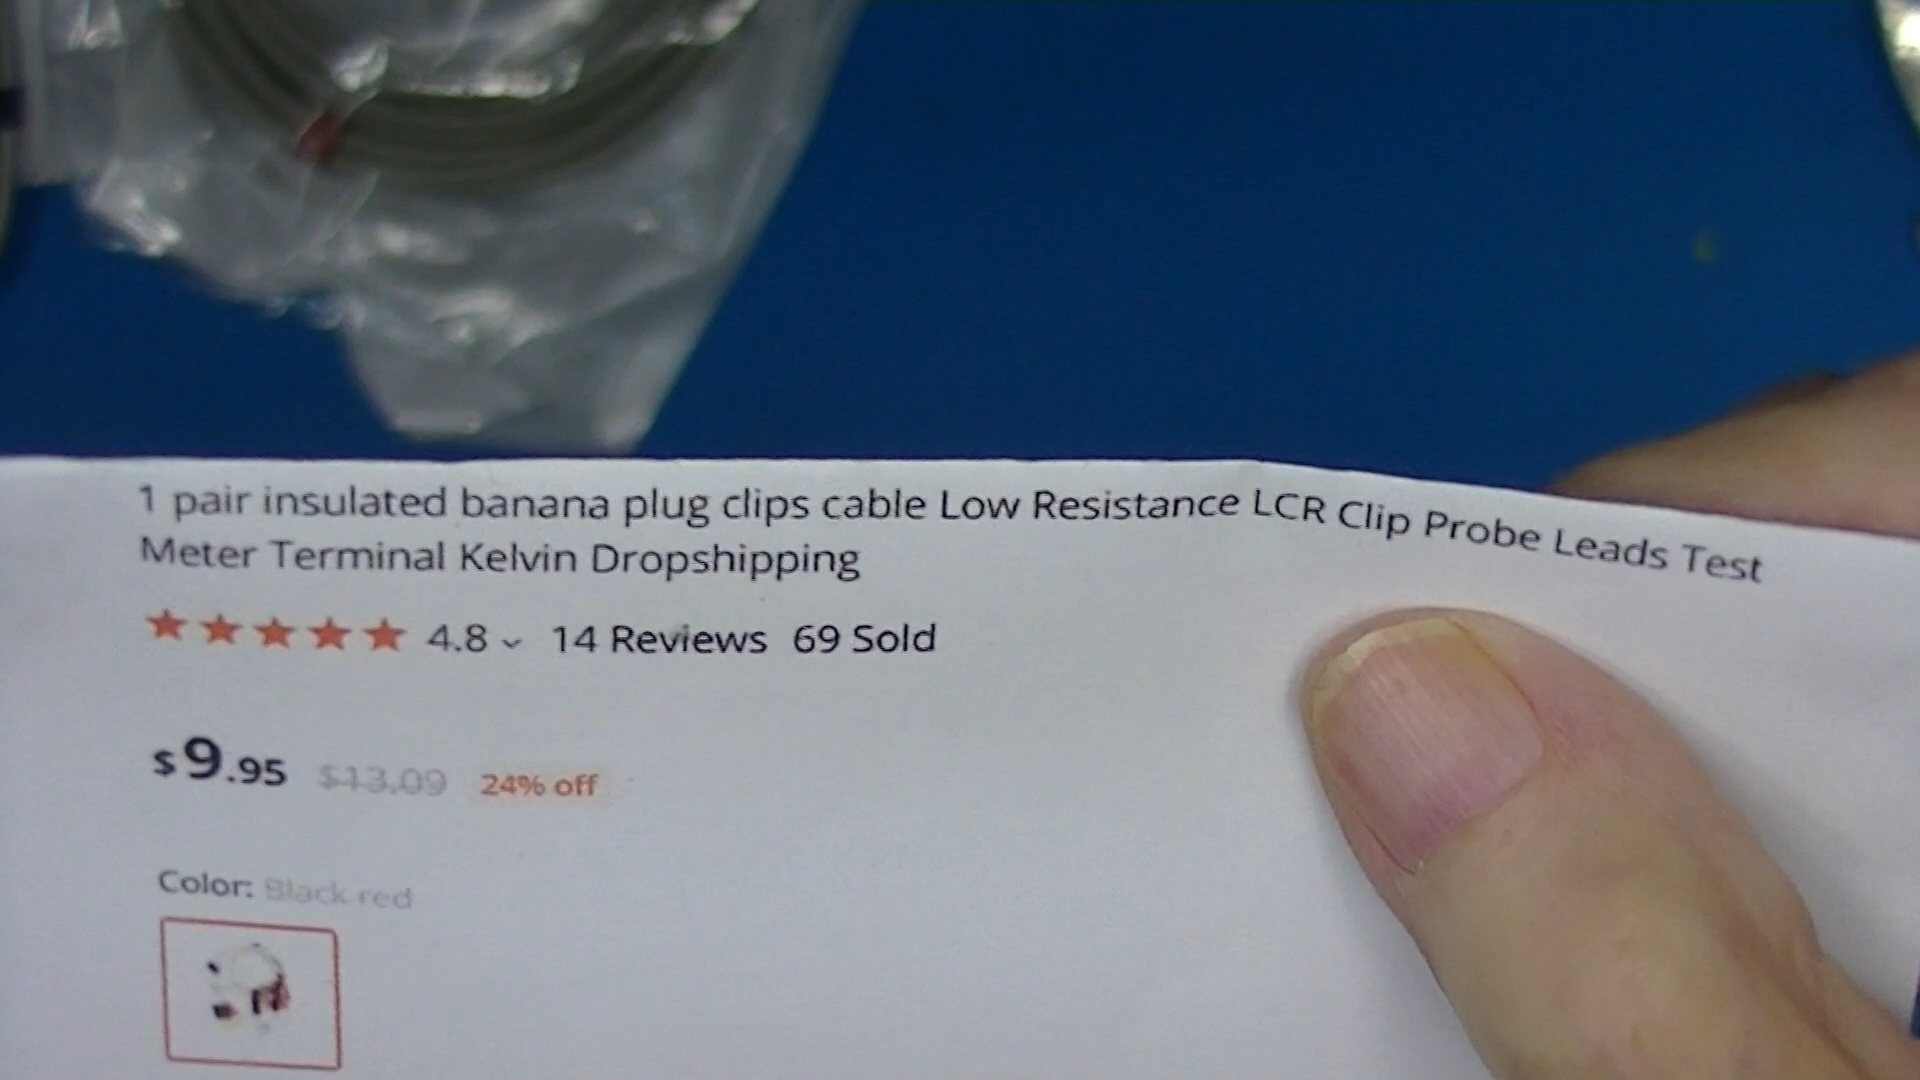 1 pair insulated banana plug clips cable Low Resistance LCR Clip Probe Leads Test
Meter Terminal Kelvin Dropshipping
4.8 14 Reviews 69 Sold
$9.95 $13.09 24% off
Color: Black red